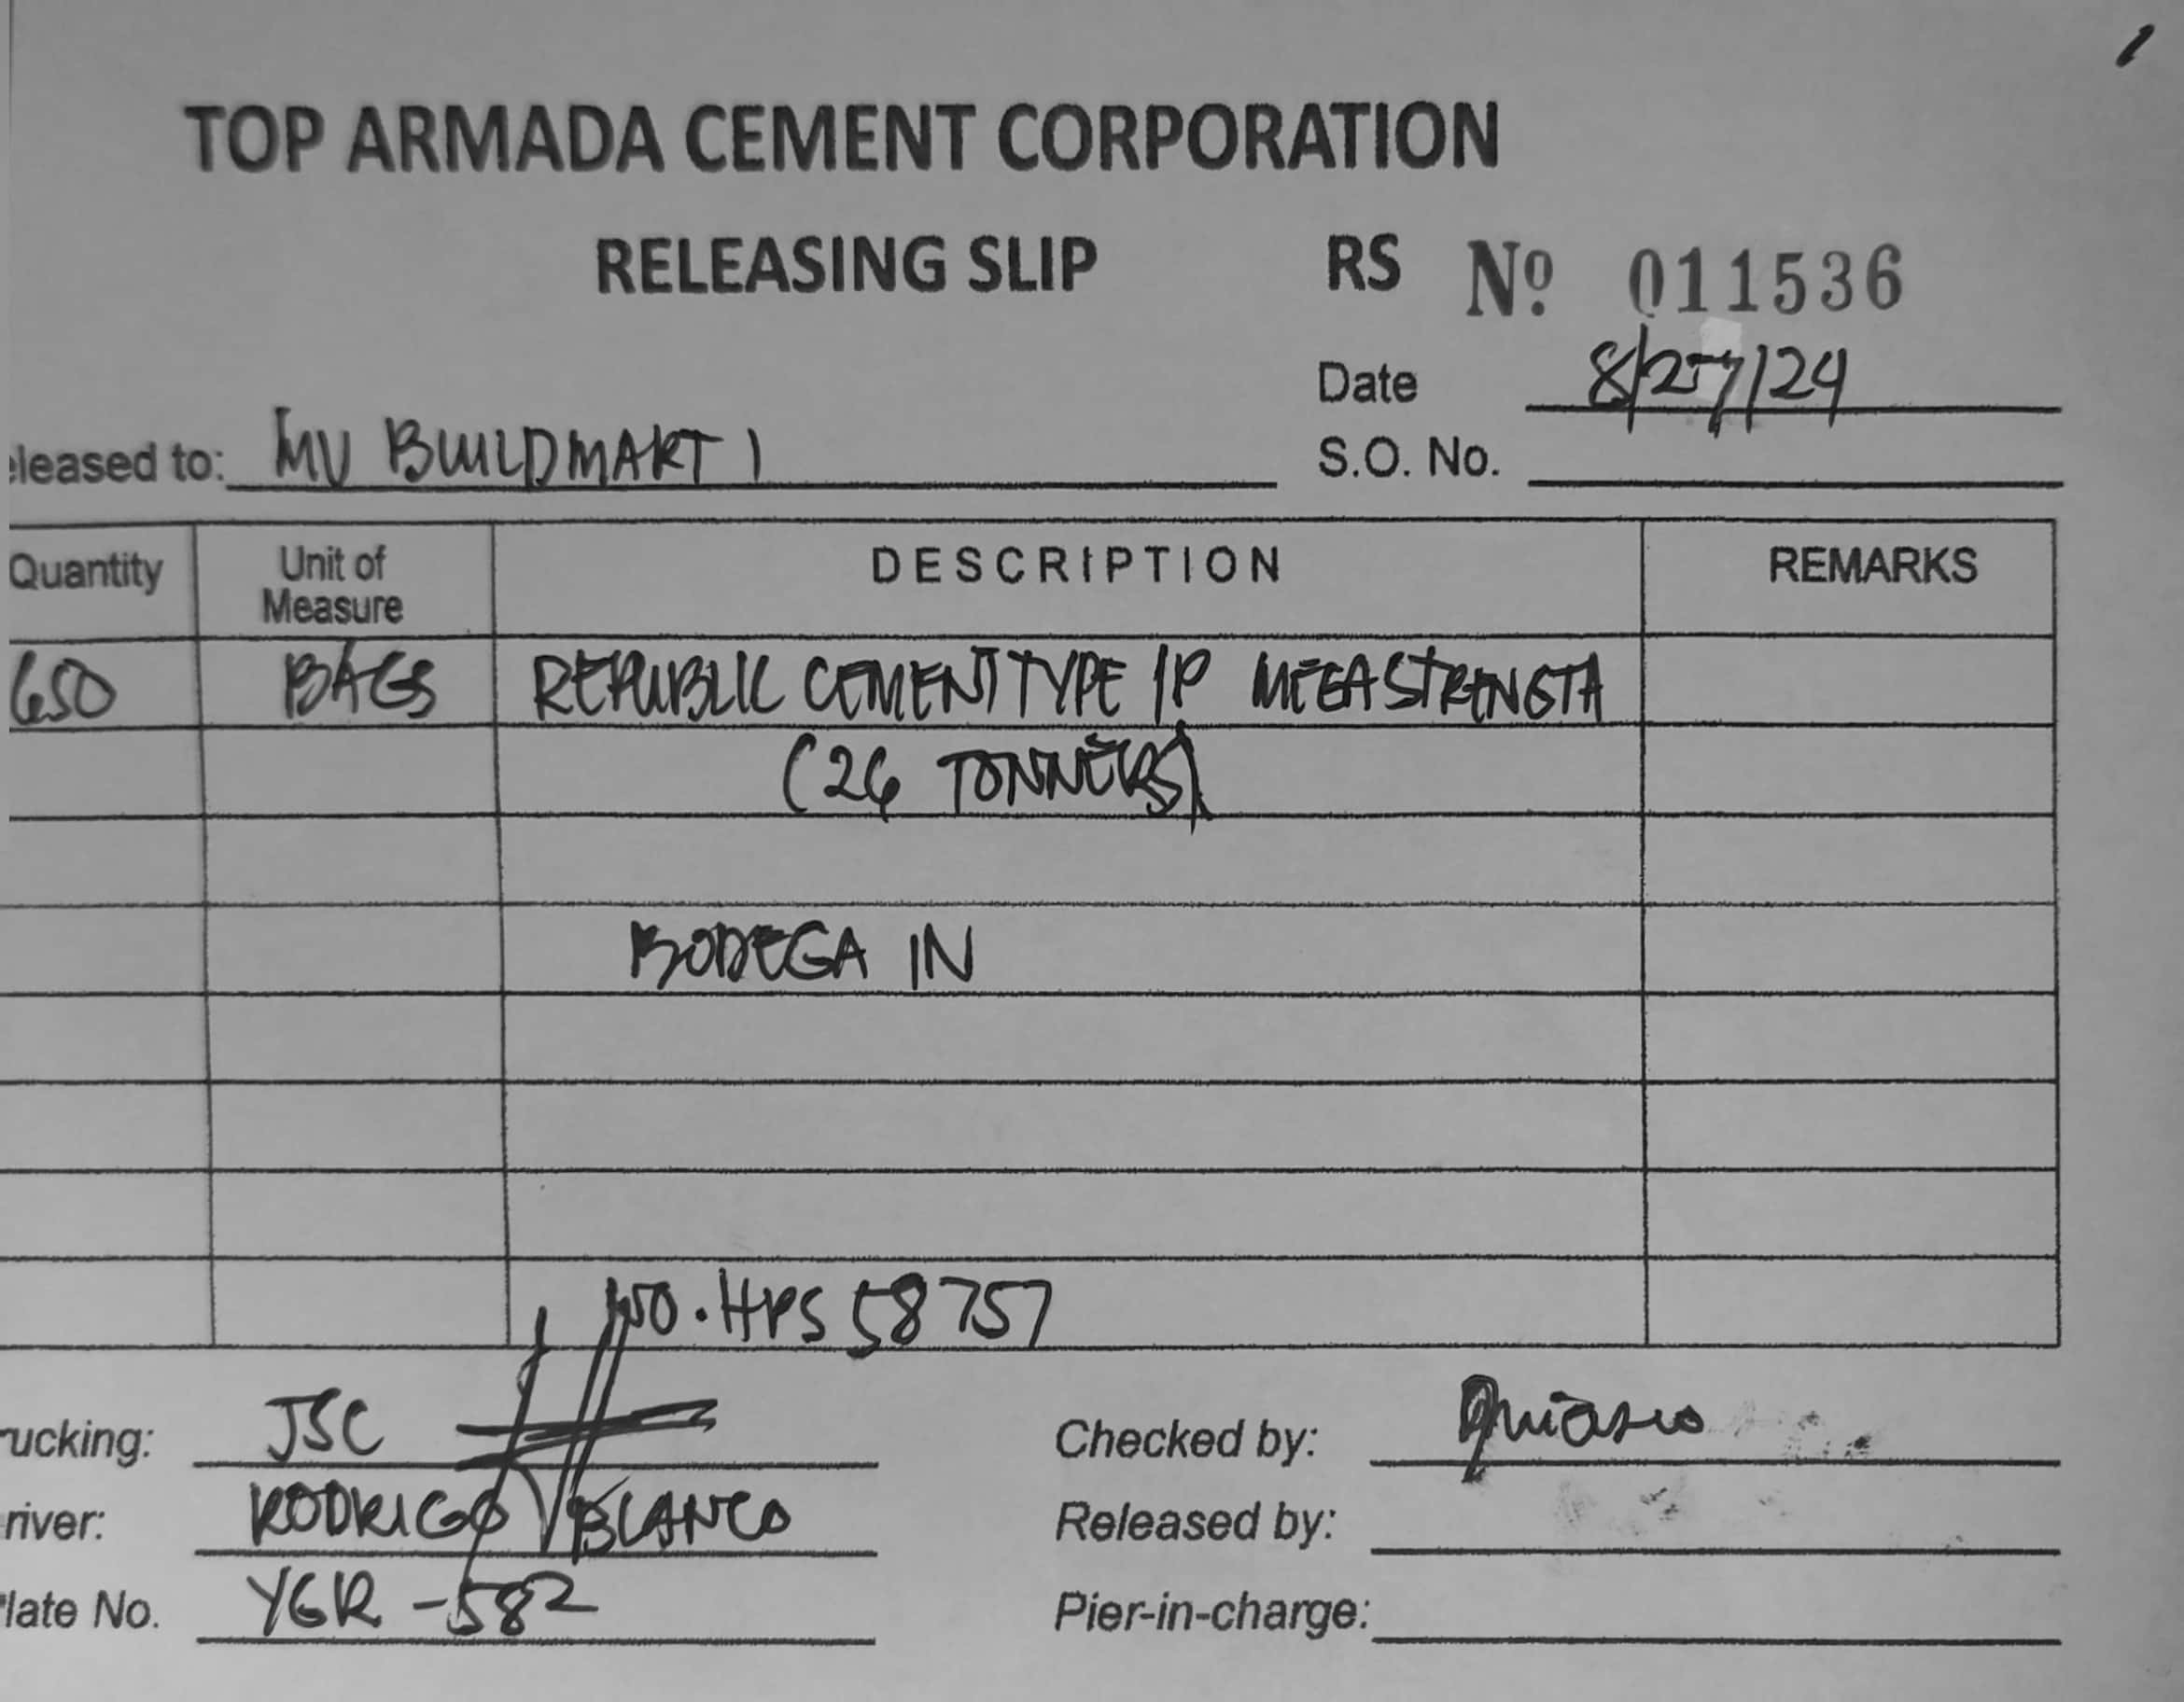 TOP ARMADA CEMENT CORPORATION
RELEASING SLIP RS Nº 011536
Date 8/27/24
eleased to: MV BUILDMART 1 S.O. No.
Quantity Unit of Measure DESCRIPTION REMARKS
650 BAGS REPUBLIC CEMENT TYPE 1P MEGASTRENGTH
(26 TONNERS)
BODEGA IN
NO. HPS 58757
rucking: JSC Checked by:
river: RODRIGO BLANCO Released by:
late No. YGR-582 Pier-in-charge: